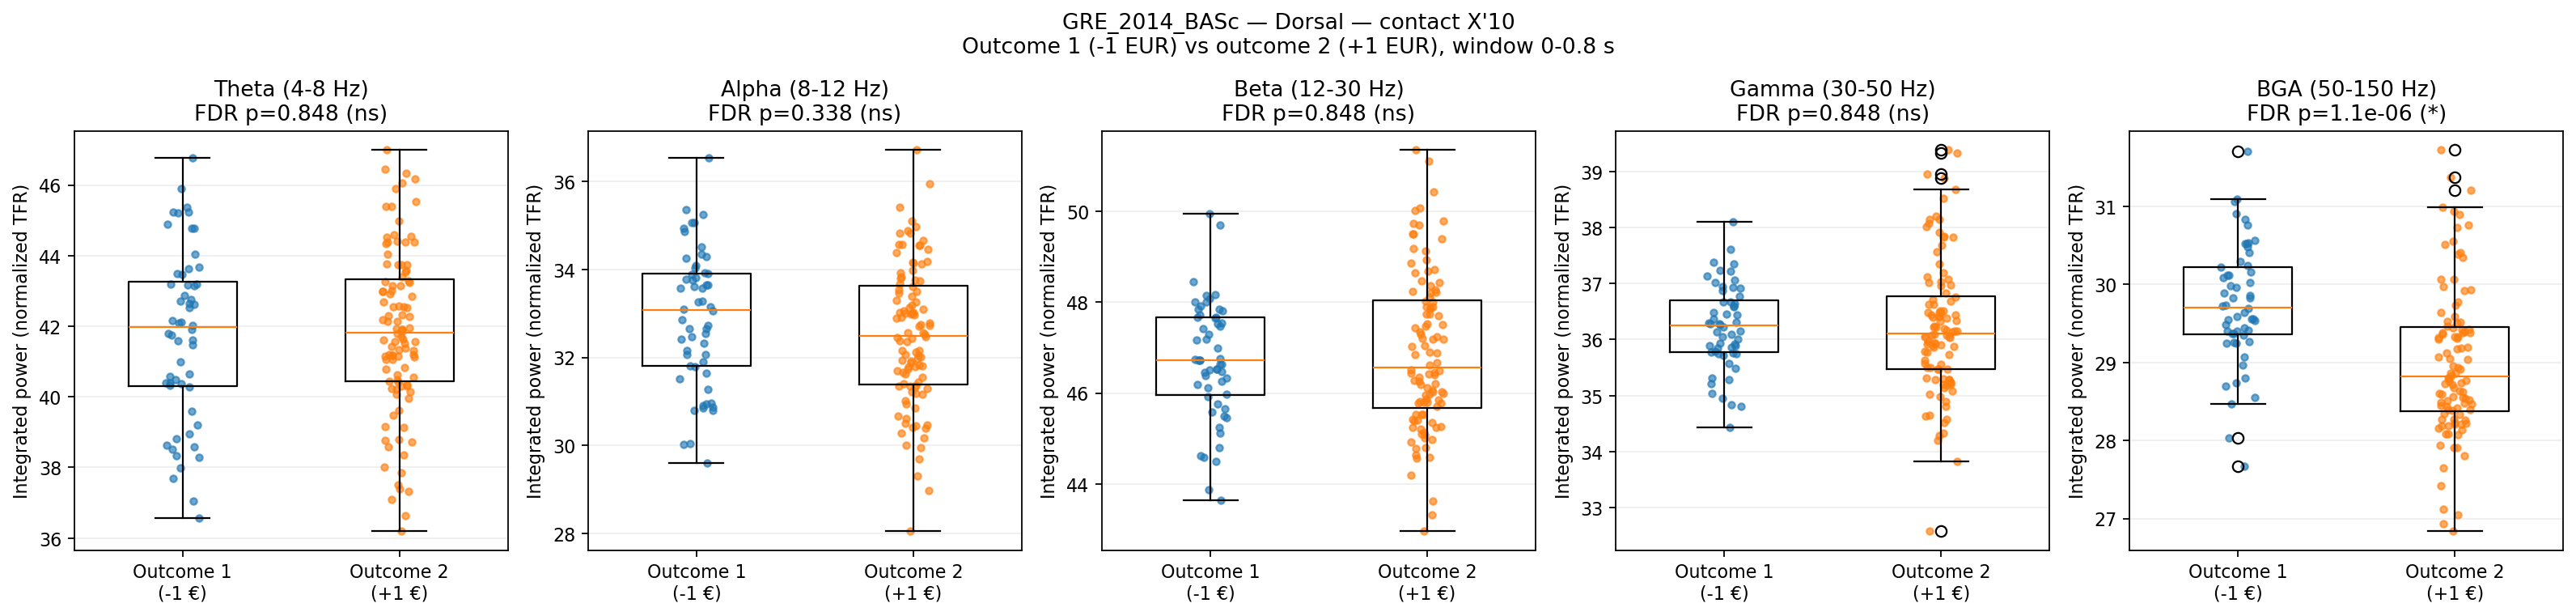 GRE_2014_BASc — Dorsal — contact X'10
Outcome 1 (-1 EUR) vs outcome 2 (+1 EUR), window 0-0.8 s
Theta (4-8 Hz)
FDR p=0.848 (ns)
Integrated power (normalized TFR)
46
44
42
40
38
36
Outcome 1
(-1 €)
Outcome 2
(+1 €)
Alpha (8-12 Hz)
FDR p=0.338 (ns)
Integrated power (normalized TFR)
36
34
32
30
28
Outcome 1
(-1 €)
Outcome 2
(+1 €)
Beta (12-30 Hz)
FDR p=0.848 (ns)
Integrated power (normalized TFR)
50
48
46
44
Outcome 1
(-1 €)
Outcome 2
(+1 €)
Gamma (30-50 Hz)
FDR p=0.848 (ns)
Integrated power (normalized TFR)
39
38
37
36
35
34
33
Outcome 1
(-1 €)
Outcome 2
(+1 €)
BGA (50-150 Hz)
FDR p=1.1e-06 (*)
Integrated power (normalized TFR)
31
30
29
28
27
Outcome 1
(-1 €)
Outcome 2
(+1 €)